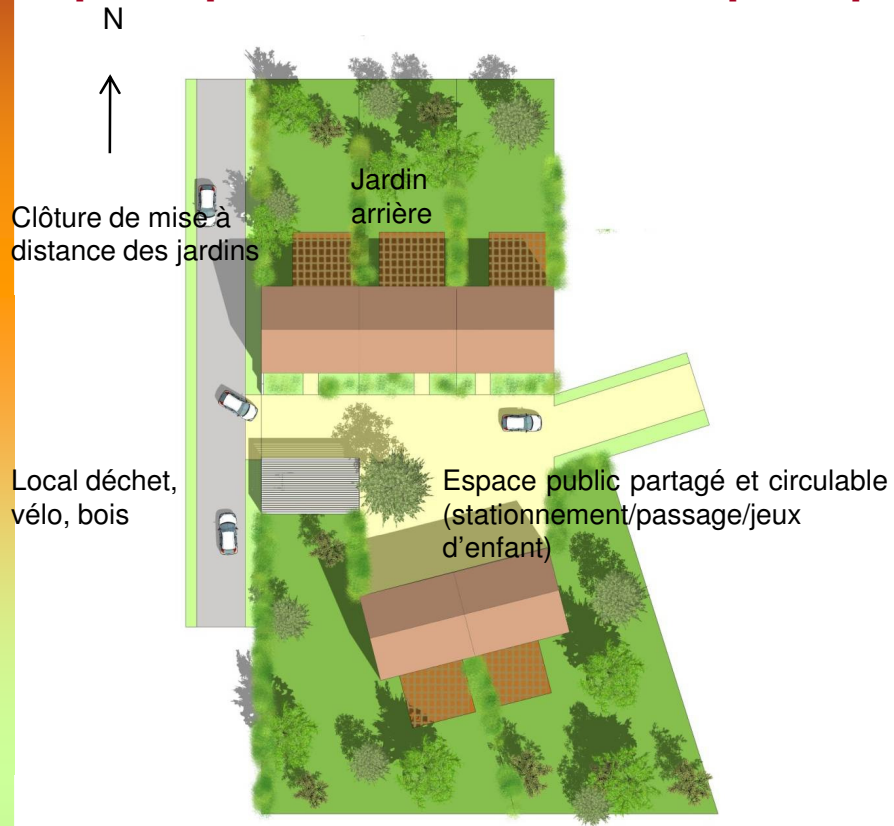 N
Jardin
arrière
Clôture de mise à
distance des jardins
Local déchet,
vélo, bois
Espace public partagé et circulable
(stationnement/passage/jeux
d'enfant)